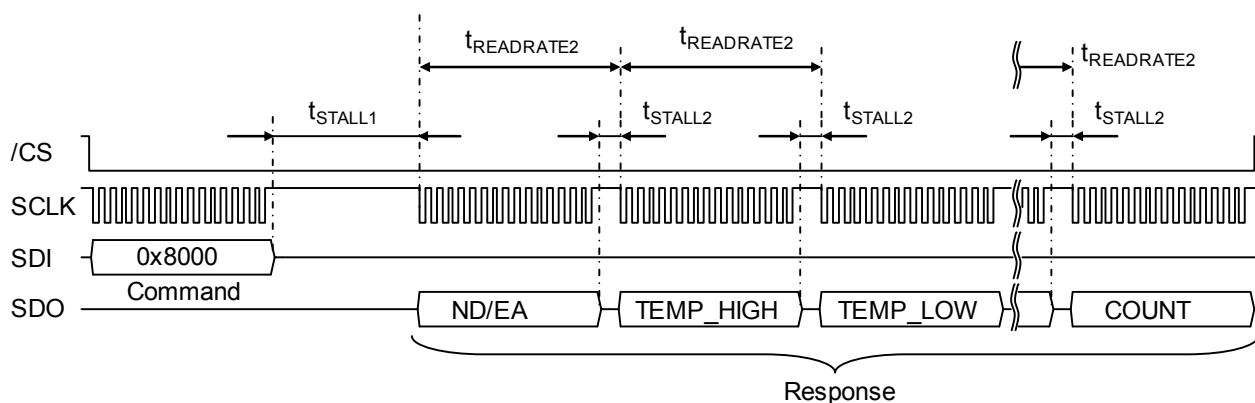 tREADRATE2 tREADRATE2 tREADRATE2
tSTALL1 tSTALL2 tSTALL2 tSTALL2
/CS
SCLK
SDI 0x8000
Command
SDO ND/EA TEMP_HIGH TEMP_LOW COUNT
Response